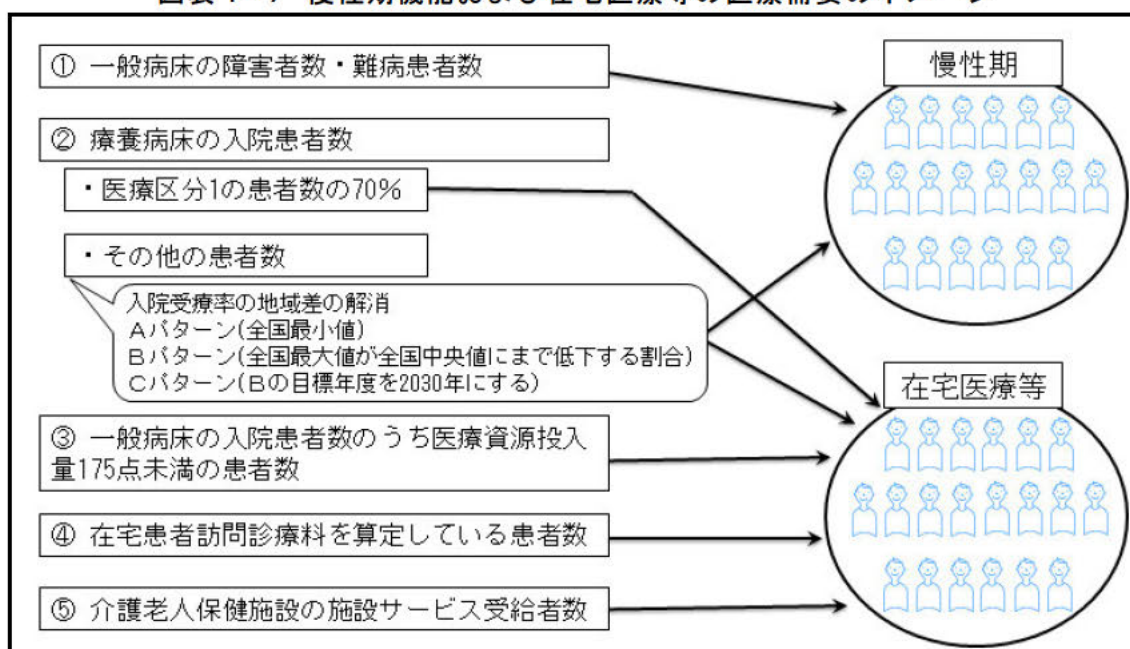 ① 一般病床の障害者数・難病患者数
慢性期
② 療養病床の入院患者数
・医療区分1の患者数の70%
・その他の患者数
入院受療率の地域差の解消
Aパターン(全国最小値)
Bパターン(全国最大値が全国中央値にまで低下する割合)
Cパターン(Bの目標年度を2030年にする)
在宅医療等
③ 一般病床の入院患者数のうち医療資源投入
量175点未満の患者数
④ 在宅患者訪問診療料を算定している患者数
⑤ 介護老人保健施設の施設サービス受給者数